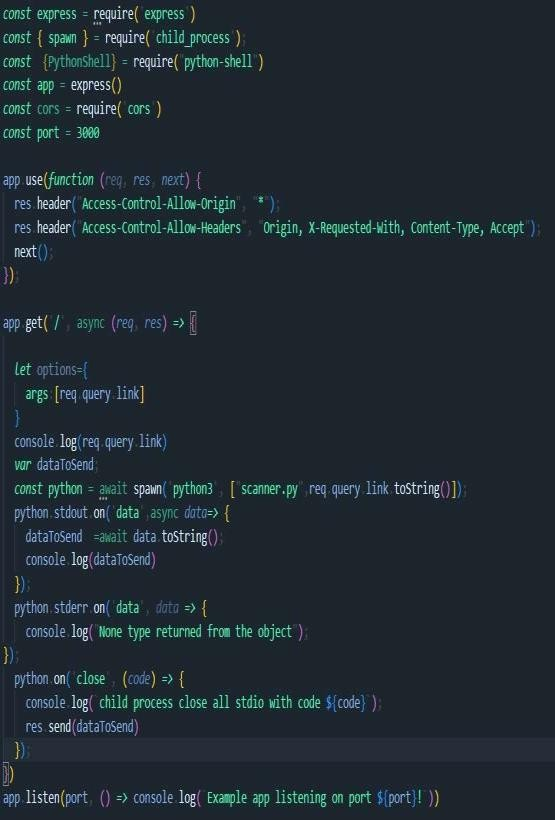 const express = require('express')
const { spawn } = require('child_process');
const  {PythonShell} = require("python-shell")
const app = express()
const cors = require('cors')
const port = 3000
app.use(function (req, res, next) {
res.header("Access-Control-Allow-Origin", "*");
res.header("Access-Control-Allow-Headers", "Origin, X-Requested-With, Content-Type, Accept");
next();
});
app.get('/', async (req, res) => {
let options={
args:[req.query.link]
}
console.log(req.query.link)
var dataToSend;
const python = await spawn('python3', ["scanner.py",req.query.link.toString()]);
python.stdout.on('data',async data=> {
dataToSend  =await data.toString();
console.log(dataToSend)
});
python.stderr.on('data', data => {
console.log("None type returned from the object");
});
python.on('close', (code) => {
console.log(`child process close all stdio with code ${code}`);
res.send(dataToSend)
});
})
app.listen(port, () => console.log(`Example app listening on port ${port}!`))